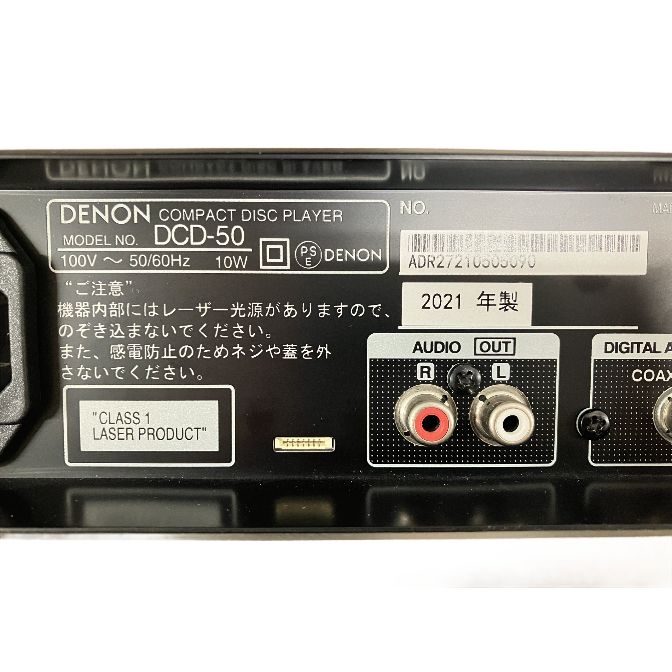 DENON COMPACT DISC PLAYER
MODEL NO. DCD-50
100V ～ 50/60Hz 10W
PS
E
DENON
"ご注意"
機器内部にはレーザー光源がありますので、
のぞき込まないでください。
また、感電防止のためネジや蓋を外
さないでください。
"CLASS 1
LASER PRODUCT"
NO.
2021 年製
AUDIO OUT
R L
DIGITAL